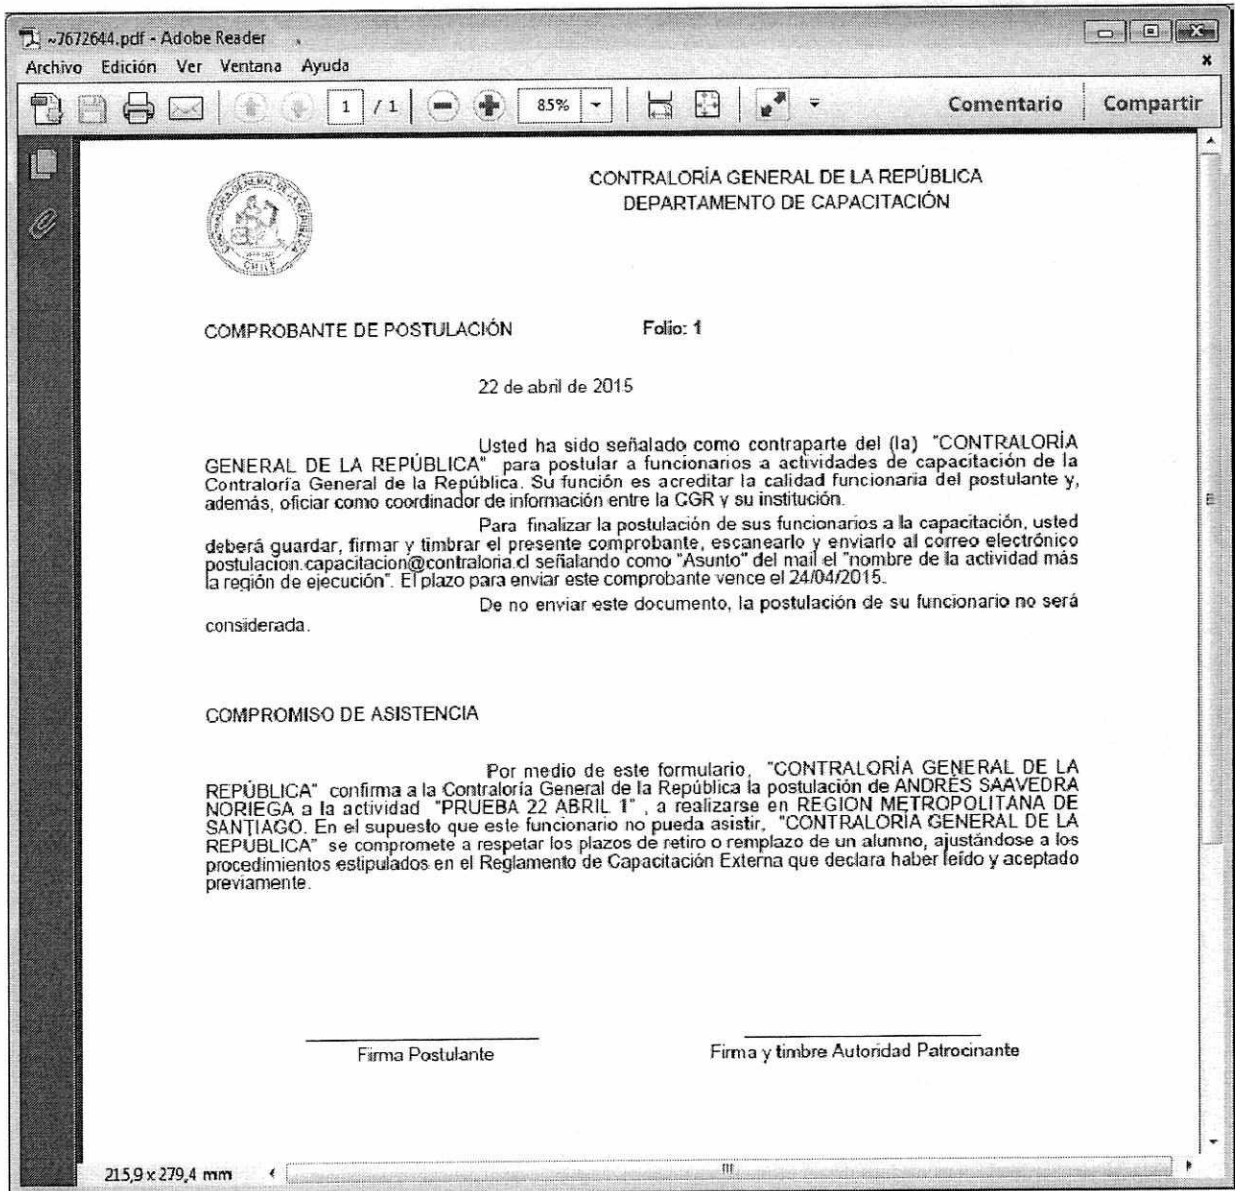 ~7672644.pdf - Adobe Reader
Archivo Edición Ver Ventana Ayuda
1 / 1 85% Comentario Compartir
CONTRALORÍA GENERAL DE LA REPÚBLICA
DEPARTAMENTO DE CAPACITACIÓN
CONTRALORIA GENERAL DE LA REPUBLICA
CHILE
COMPROBANTE DE POSTULACIÓN Folio: 1
22 de abril de 2015
Usted ha sido señalado como contraparte del (la) "CONTRALORÍA
GENERAL DE LA REPÚBLICA" para postular a funcionarios a actividades de capacitación de la
Contraloría General de la República. Su función es acreditar la calidad funcionaria del postulante y,
además, oficiar como coordinador de información entre la CGR y su institución.
Para finalizar la postulación de sus funcionarios a la capacitación, usted
deberá guardar, firmar y timbrar el presente comprobante, escanearlo y enviarlo al correo electrónico
postulacion.capacitacion@contraloria.cl señalando como "Asunto" del mail el "nombre de la actividad más
la región de ejecución". El plazo para enviar este comprobante vence el 24/04/2015.
De no enviar este documento, la postulación de su funcionario no será
considerada.
COMPROMISO DE ASISTENCIA
Por medio de este formulario, "CONTRALORÍA GENERAL DE LA
REPÚBLICA" confirma a la Contraloría General de la República la postulación de ANDRÉS SAAVEDRA
NORIEGA a la actividad "PRUEBA 22 ABRIL 1" , a realizarse en REGION METROPOLITANA DE
SANTIAGO. En el supuesto que este funcionario no pueda asistir, "CONTRALORÍA GENERAL DE LA
REPÚBLICA" se compromete a respetar los plazos de retiro o remplazo de un alumno, ajustándose a los
procedimientos estipulados en el Reglamento de Capacitación Externa que declara haber leído y aceptado
previamente.
Firma Postulante Firma y timbre Autoridad Patrocinante
215,9 x 279,4 mm